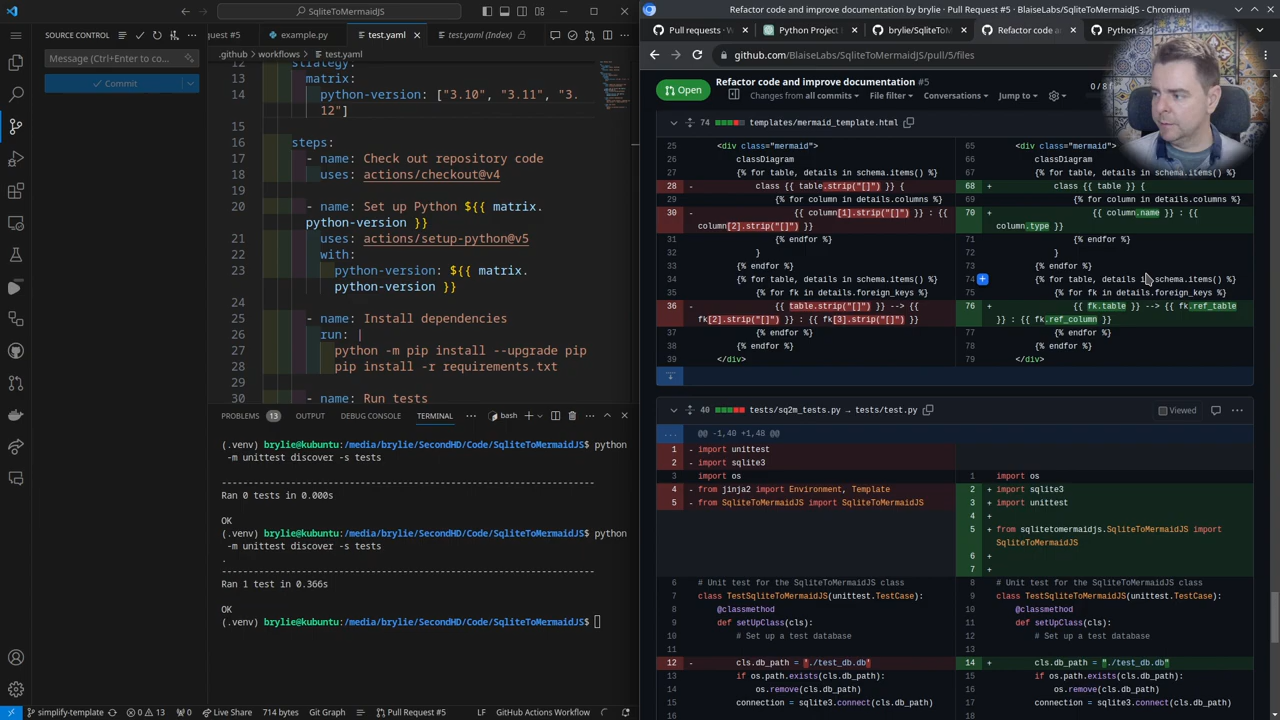 SqliteToMermaidJS
SOURCE CONTROL
Message (Ctrl+Enter to co...
Commit
quest #5
example.py
test.yaml
test.yaml (Index)
.github > workflows > test.yaml
12 strategy:
13 matrix:
14 python-version: ["3.10", "3.11", "3.
12"]
15
16 steps:
17 - name: Check out repository code
18 uses: actions/checkout@v4
19
20 - name: Set up Python ${{ matrix.
python-version }}
21 uses: actions/setup-python@v5
22 with:
23 python-version: ${{ matrix.
python-version }}
24
25 - name: Install dependencies
26 run: |
27 python -m pip install --upgrade pip
28 pip install -r requirements.txt
29
30 - name: Run tests
PROBLEMS 13 OUTPUT DEBUG CONSOLE TERMINAL ... bash
(.venv) brylie@kubuntu:/media/brylie/SecondHD/Code/SqliteToMermaidJS$ python
-m unittest discover -s tests
----------------------------------------------------------------------
Ran 0 tests in 0.000s
OK
(.venv) brylie@kubuntu:/media/brylie/SecondHD/Code/SqliteToMermaidJS$ python
-m unittest discover -s tests
.
----------------------------------------------------------------------
Ran 1 test in 0.366s
OK
(.venv) brylie@kubuntu:/media/brylie/SecondHD/Code/SqliteToMermaidJS$
simplify-template 0 13 0 Live Share 714 bytes Git Graph Pull Request #5 LF GitHub Actions Workflow
Refactor code and improve documentation by brylie · Pull Request #5 · BlaiseLabs/SqliteToMermaidJS - Chromium
Pull requests · W
Python Project
brylie/SqliteToM
Refactor code an
Python 3
github.com/BlaiseLabs/SqliteToMermaidJS/pull/5/files
Open
Refactor code and improve documentation #5
Changes from all commits File filter Conversations Jump to
0 / 8 f
74 templates/mermaid_template.html
25 <div class="mermaid">
26 classDiagram
27 {% for table, details in schema.items() %}
28 - class {{ table.strip("[]") }} {
29 {% for column in details.columns %}
30 - {{ column[1].strip("[]") }} : {{
column[2].strip("[]") }}
31 {% endfor %}
32 }
33 {% endfor %}
34 {% for table, details in schema.items() %}
35 {% for fk in details.foreign_keys %}
36 - {{ table.strip("[]") }} --> {{
fk[2].strip("[]") }} : {{ fk[3].strip("[]") }}
37 {% endfor %}
38 {% endfor %}
39 </div>
65 <div class="mermaid">
66 classDiagram
67 {% for table, details in schema.items() %}
68 + class {{ table }} {
69 {% for column in details.columns %}
70 + {{ column.name }} : {{
column.type }}
71 {% endfor %}
72 }
73 {% endfor %}
74 {% for table, details in schema.items() %}
75 {% for fk in details.foreign_keys %}
76 + {{ fk.table }} --> {{ fk.ref_table
}} : {{ fk.ref_column }}
77 {% endfor %}
78 {% endfor %}
79 </div>
40 tests/sq2m_tests.py → tests/test.py
Viewed
@@ -1,40 +1,48 @@
1 - import unittest
2 - import sqlite3
3 import os
4 - from jinja2 import Environment, Template
5 - from SqliteToMermaidJS import SqliteToMermaidJS
6 # Unit test for the SqliteToMermaidJS class
7 class TestSqliteToMermaidJS(unittest.TestCase):
8 @classmethod
9 def setUpClass(cls):
10 # Set up a test database
11
12 - cls.db_path = './test_db.db'
13 if os.path.exists(cls.db_path):
14 os.remove(cls.db_path)
15 connection = sqlite3.connect(cls.db_path)
16
1 import os
2 + import sqlite3
3 + import unittest
4 +
5 + from sqlitetomermaidjs.SqliteToMermaidJS import
SqliteToMermaidJS
6 +
7 +
8 # Unit test for the SqliteToMermaidJS class
9 class TestSqliteToMermaidJS(unittest.TestCase):
10 @classmethod
11 def setUpClass(cls):
12 # Set up a test database
13
14 + cls.db_path = "./test_db.db"
15 if os.path.exists(cls.db_path):
16 os.remove(cls.db_path)
17 connection = sqlite3.connect(cls.db_path)
18